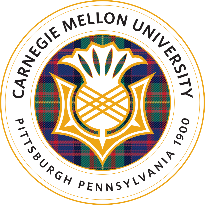 CARNEGIE MELLON UNIVERSITY
PITTSBURGH PENNSYLVANIA 1900